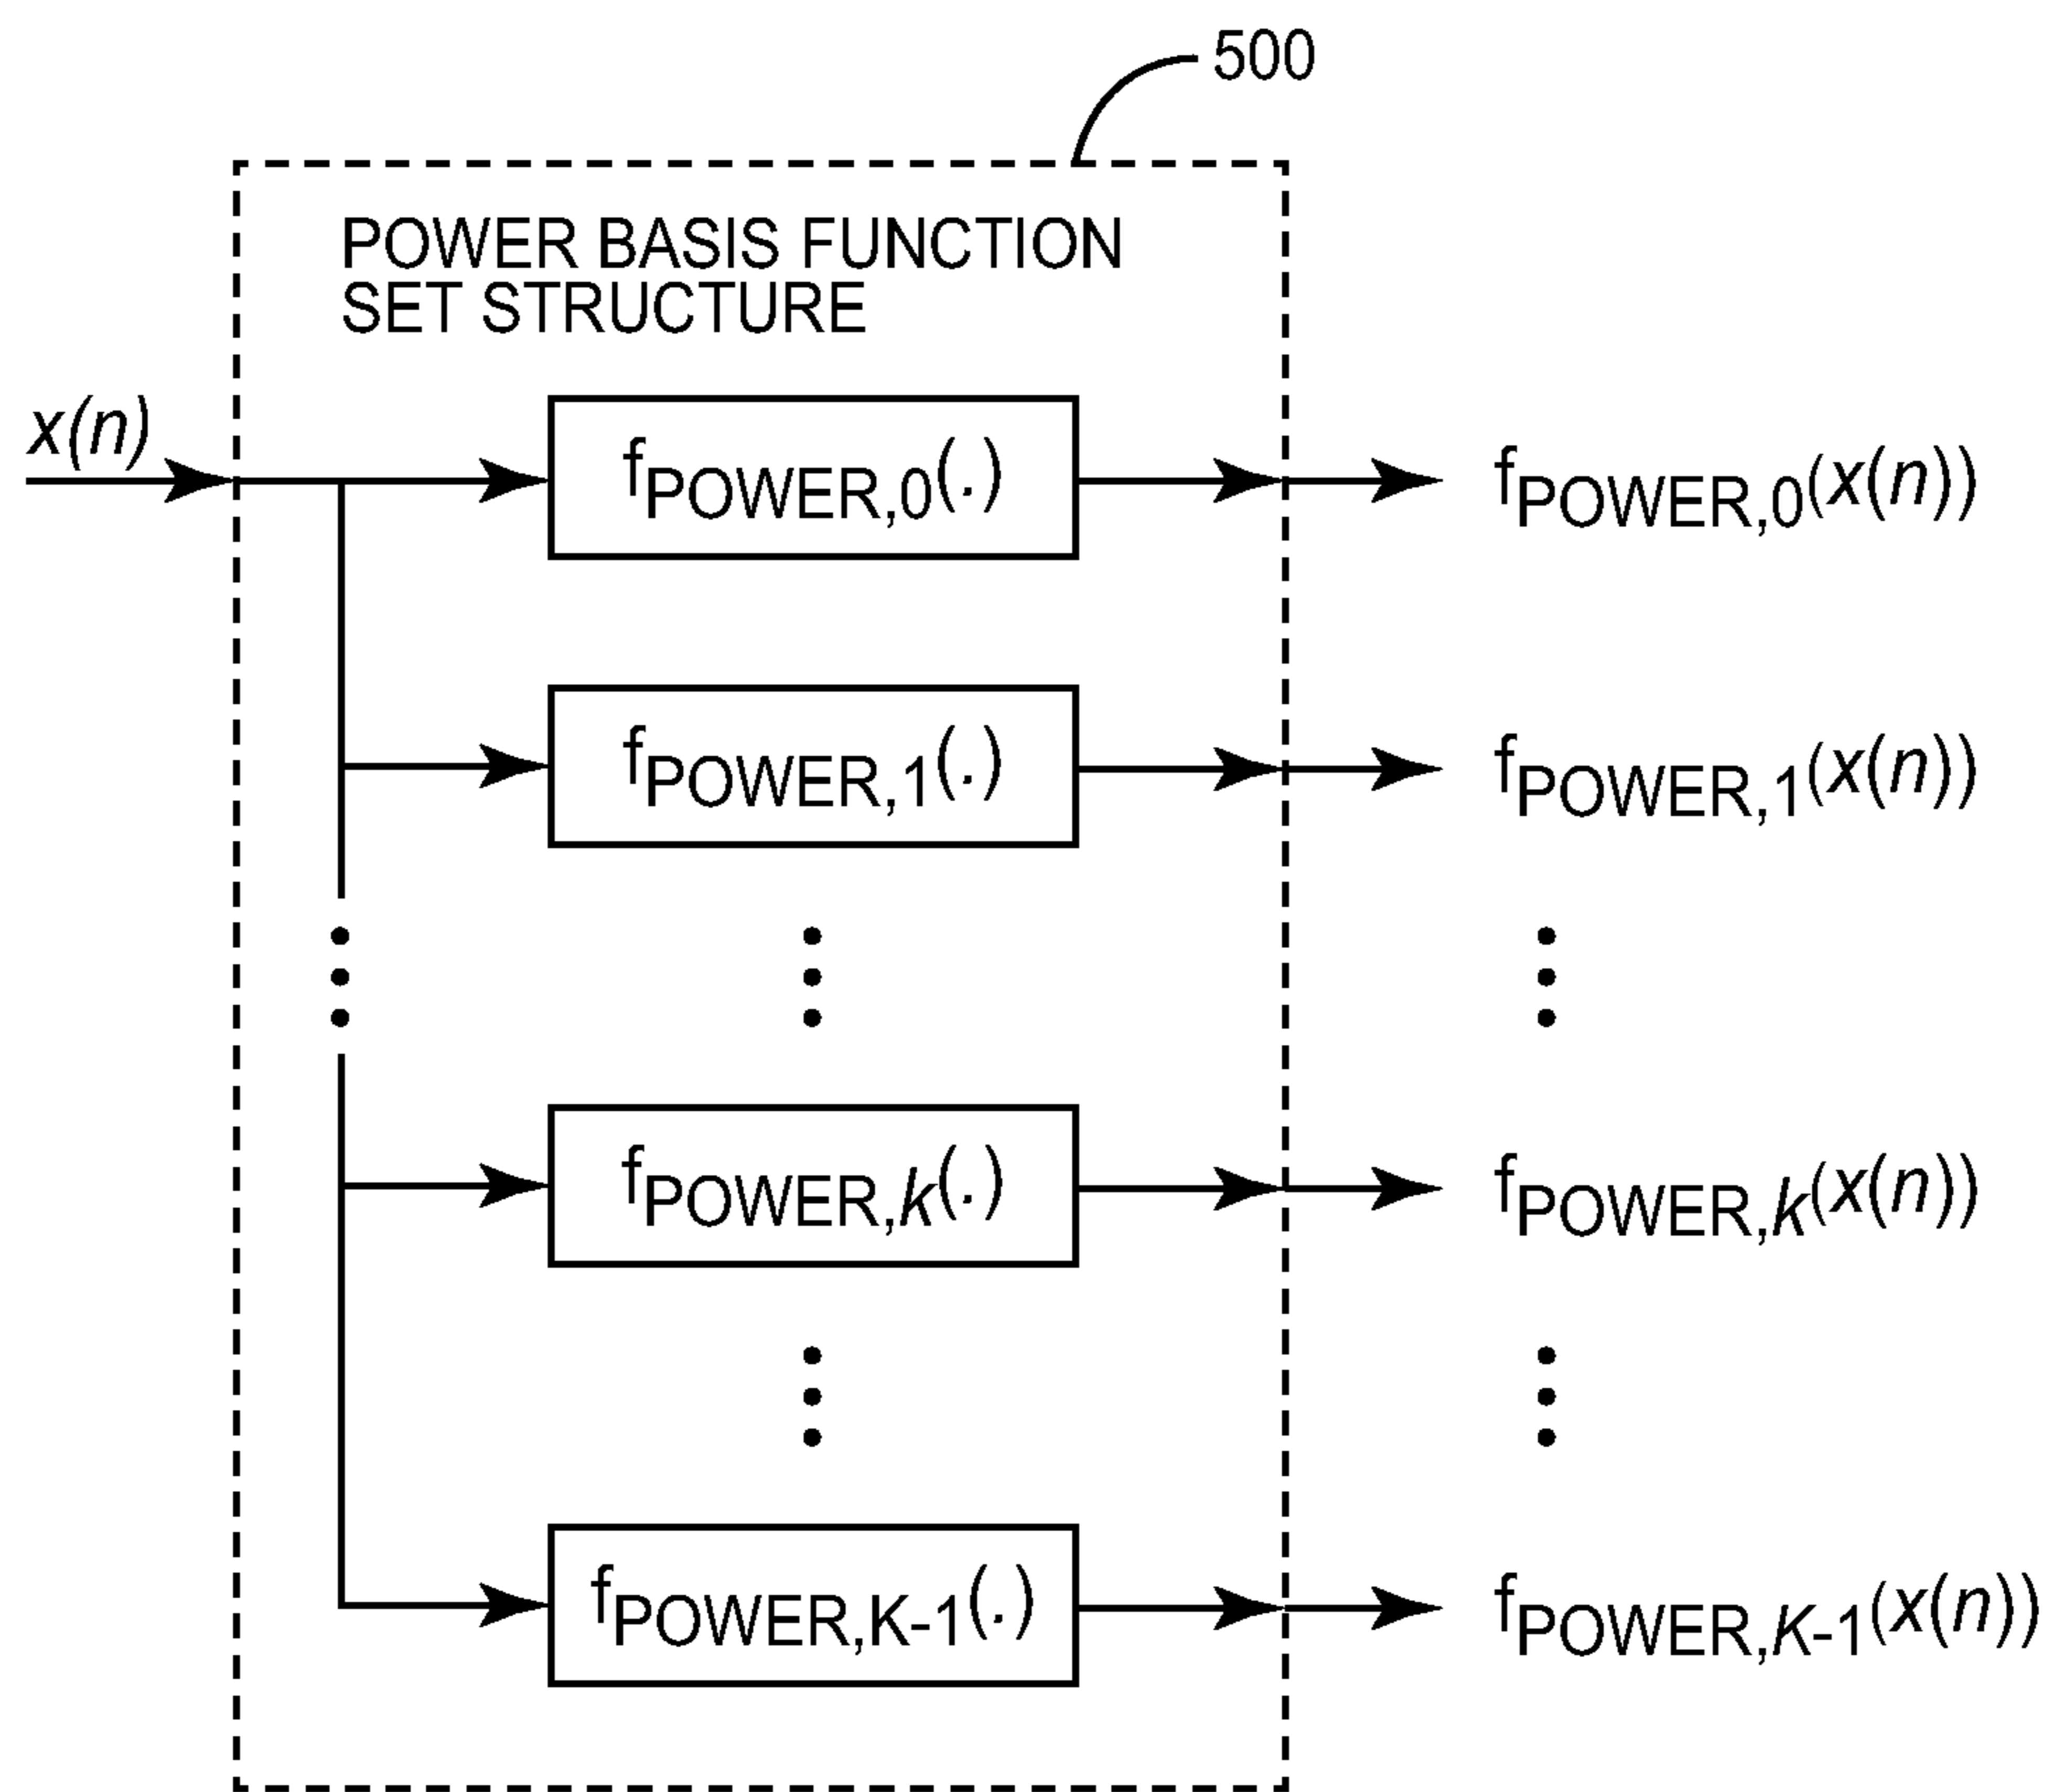 500
POWER BASIS FUNCTION
SET STRUCTURE
x(n)
fPOWER,0(.)
fPOWER,0(x(n))
fPOWER,1(.)
fPOWER,1(x(n))
fPOWER,k(.)
fPOWER,k(x(n))
fPOWER,K-1(.)
fPOWER,K-1(x(n))